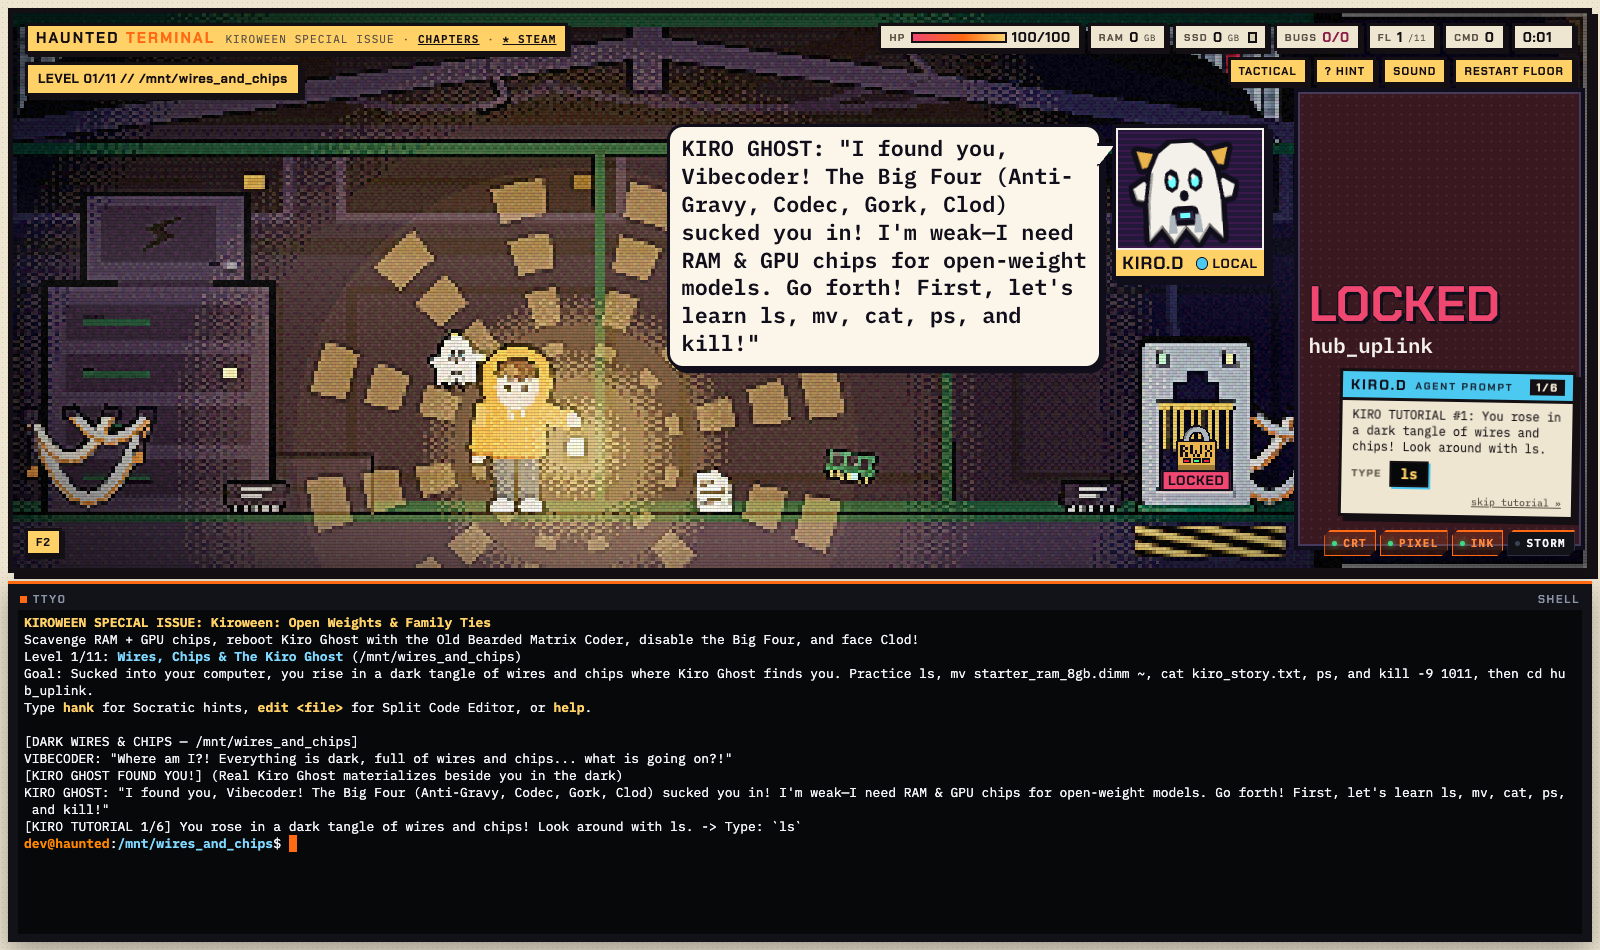 HAUNTED TERMINAL KIROWEEN SPECIAL ISSUE · CHAPTERS · ★ STEAM
HP 100/100 RAM 0 GB SSD 0 GB BUGS 0/0 FL 1 /11 CMD 0 0:01
LEVEL 01/11 // /mnt/wires_and_chips
TACTICAL ? HINT SOUND RESTART FLOOR
KIRO GHOST: "I found you,
Vibecoder! The Big Four (Anti-
Gravy, Codec, Gork, Clod)
sucked you in! I'm weak—I need
RAM & GPU chips for open-weight
models. Go forth! First, let's
learn ls, mv, cat, ps, and
kill!"
KIRO.D LOCAL
LOCKED
hub_uplink
KIRO.D AGENT PROMPT 1/6
KIRO TUTORIAL #1: You rose in
a dark tangle of wires and
chips! Look around with ls.
TYPE ls
skip tutorial »
RWX
LOCKED
F2
CRT PIXEL INK STORM
TTY0 SHELL
KIROWEEN SPECIAL ISSUE: Kiroween: Open Weights & Family Ties
Scavenge RAM + GPU chips, reboot Kiro Ghost with the Old Bearded Matrix Coder, disable the Big Four, and face Clod!
Level 1/11: Wires, Chips & The Kiro Ghost (/mnt/wires_and_chips)
Goal: Sucked into your computer, you rise in a dark tangle of wires and chips where Kiro Ghost finds you. Practice ls, mv starter_ram_8gb.dimm ~, cat kiro_story.txt, ps, and kill -9 1011, then cd hu
b_uplink.
Type hank for Socratic hints, edit <file> for Split Code Editor, or help.
[DARK WIRES & CHIPS — /mnt/wires_and_chips]
VIBECODER: "Where am I?! Everything is dark, full of wires and chips... what is going on?!"
[KIRO GHOST FOUND YOU!] (Real Kiro Ghost materializes beside you in the dark)
KIRO GHOST: "I found you, Vibecoder! The Big Four (Anti-Gravy, Codec, Gork, Clod) sucked you in! I'm weak—I need RAM & GPU chips for open-weight models. Go forth! First, let's learn ls, mv, cat, ps,
and kill!"
[KIRO TUTORIAL 1/6] You rose in a dark tangle of wires and chips! Look around with ls. -> Type: `ls`
dev@haunted:/mnt/wires_and_chips$